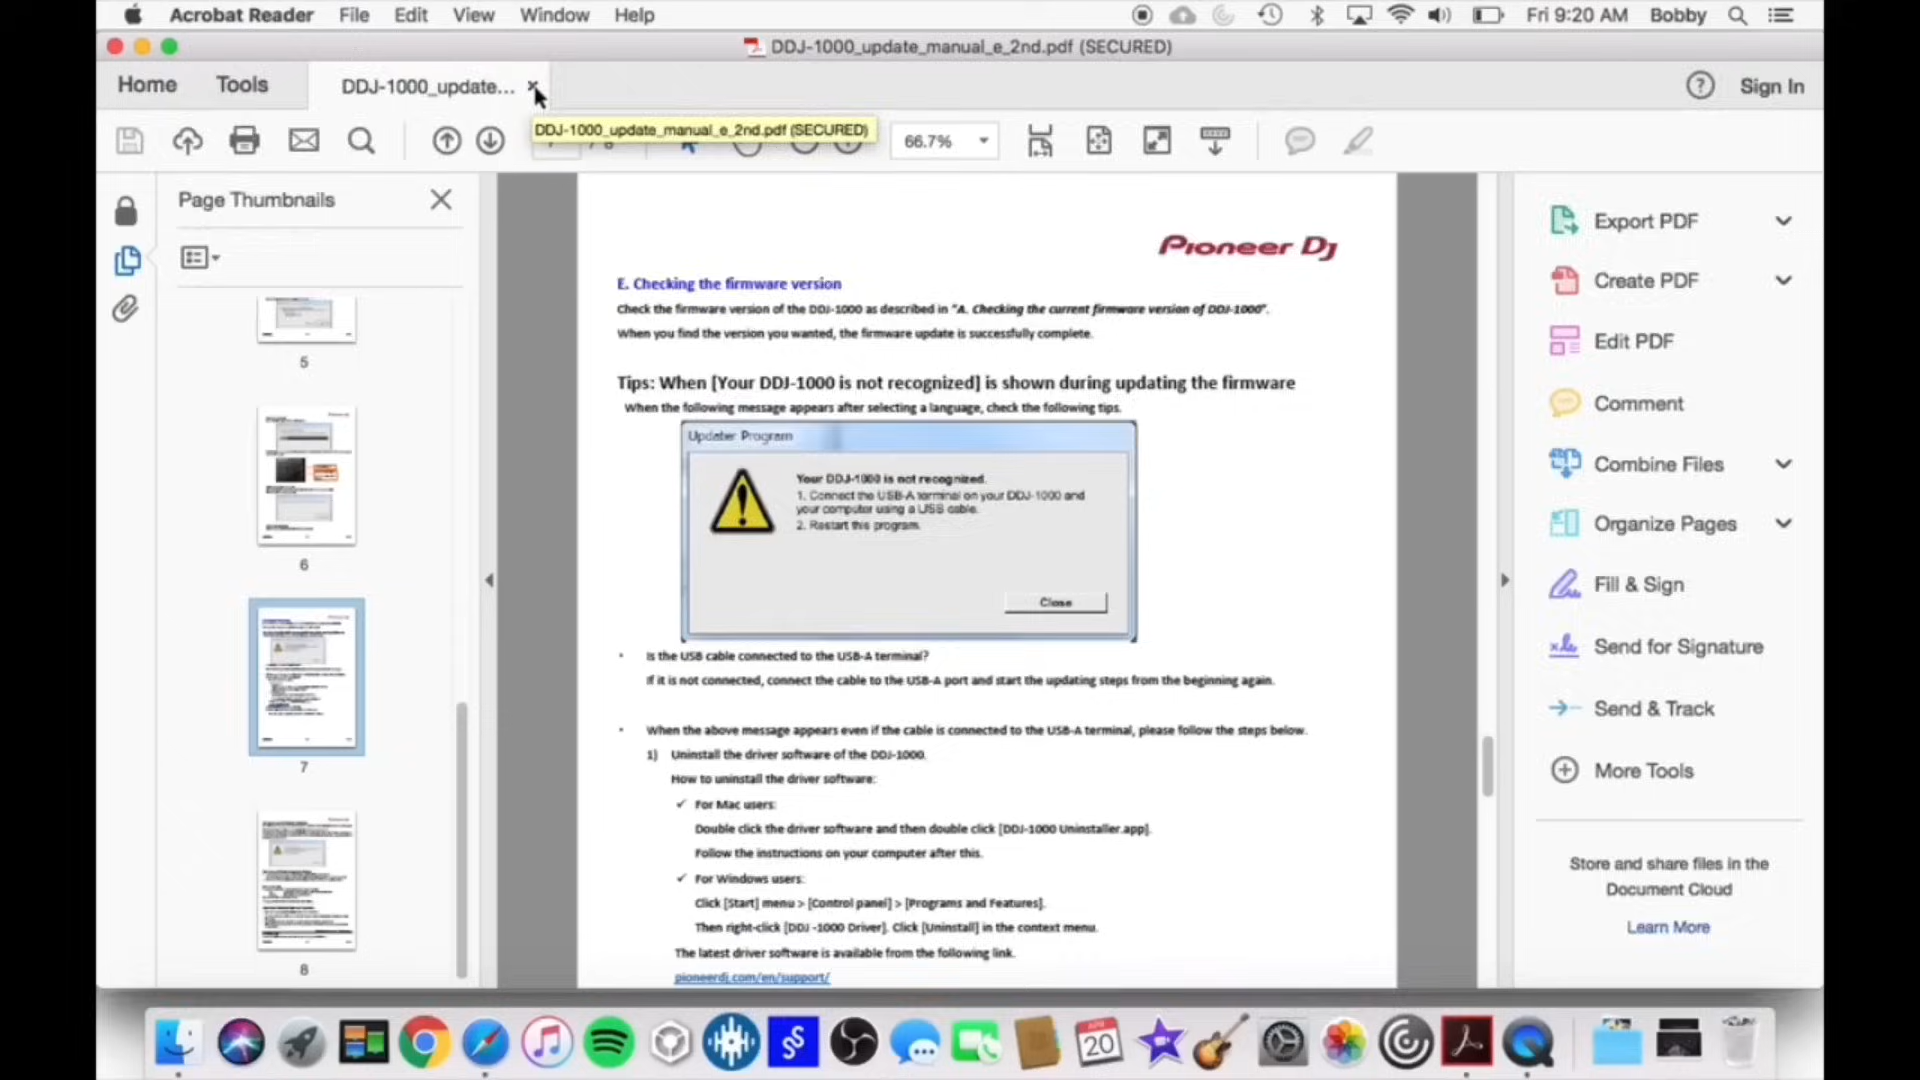 Acrobat Reader File Edit View Window Help Fri 9:20 AM Bobby
DDJ-1000_update_manual_e_2nd.pdf (SECURED)
Home Tools DDJ-1000_update... Sign In
DDJ-1000_update_manual_e_2nd.pdf (SECURED)
66.7%
Page Thumbnails
5
6
7
8
Pioneer Dj
E. Checking the firmware version
Check the firmware version of the DDJ-1000 as described in "A. Checking the current firmware version of DDJ-1000".
When you find the version you wanted, the firmware update is successfully complete.
Tips: When [Your DDJ-1000 is not recognized] is shown during updating the firmware
When the following message appears after selecting a language, check the following tips.
Updater Program
Your DDJ-1000 is not recognized.
1. Connect the USB-A terminal on your DDJ-1000 and
your computer using a USB cable.
2. Restart this program.
Close
• Is the USB cable connected to the USB-A terminal?
If it is not connected, connect the cable to the USB-A port and start the updating steps from the beginning again.
• When the above message appears even if the cable is connected to the USB-A terminal, please follow the steps below.
1) Uninstall the driver software of the DDJ-1000.
How to uninstall the driver software:
✓ For Mac users:
Double click the driver software and then double click [DDJ-1000 Uninstaller.app].
Follow the instructions on your computer after this.
✓ For Windows users:
Click [Start] menu > [Control panel] > [Programs and Features].
Then right-click [DDJ -1000 Driver]. Click [Uninstall] in the context menu.
The latest driver software is available from the following link.
pioneerdj.com/en/support/
Export PDF
Create PDF
Edit PDF
Comment
Combine Files
Organize Pages
Fill & Sign
Send for Signature
Send & Track
More Tools
Store and share files in the
Document Cloud
Learn More
APR
20